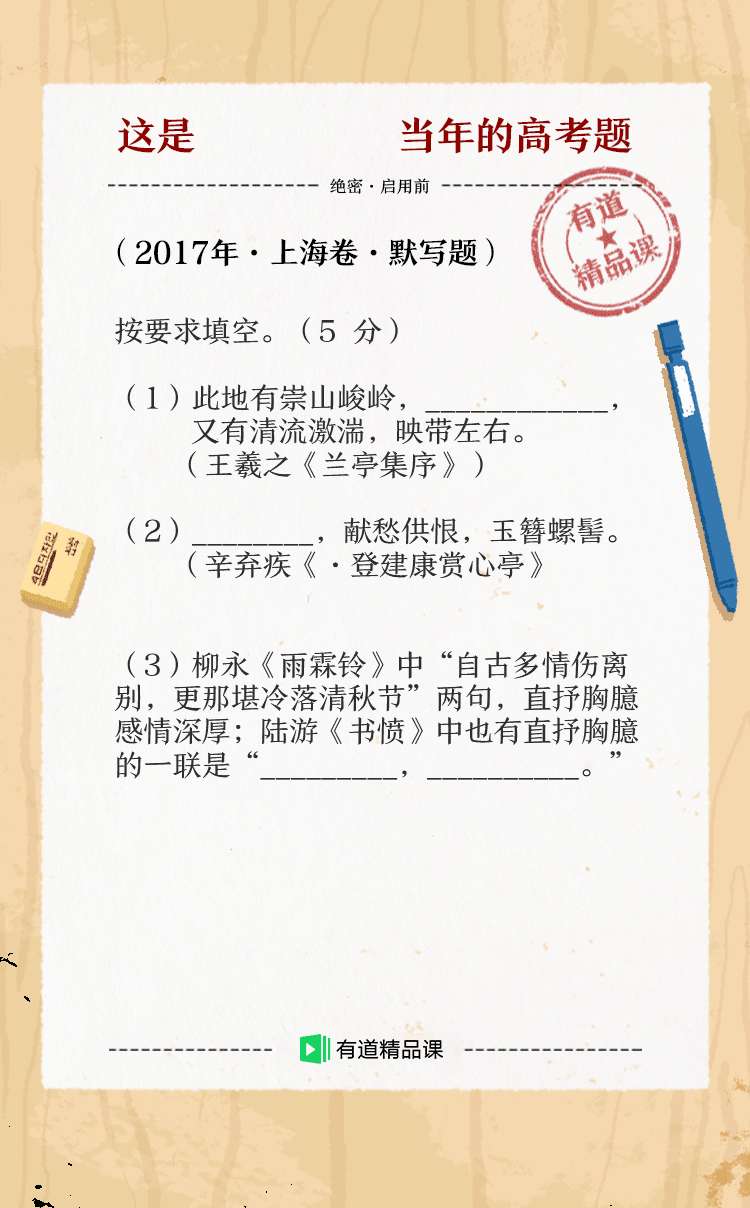 这是 当年的高考题
绝密·启用前
有道
精品课
（2017年·上海卷·默写题）
按要求填空。（5 分）
（1）此地有崇山峻岭，____________，
又有清流激湍，映带左右。
（王羲之《兰亭集序》）
（2）________，献愁供恨，玉簪螺髻。
（辛弃疾《·登建康赏心亭》
（3）柳永《雨霖铃》中“自古多情伤离
别，更那堪冷落清秋节”两句，直抒胸臆
感情深厚；陆游《书愤》中也有直抒胸臆
的一联是“_________，__________。”
有道精品课